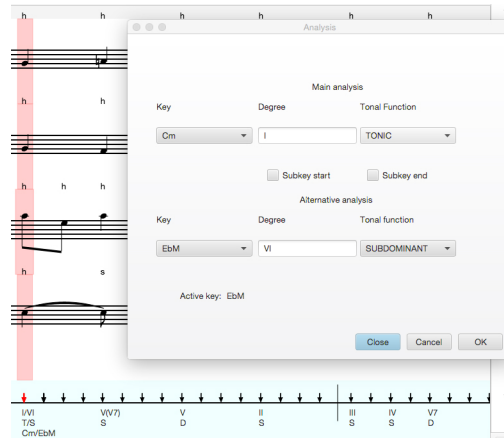 h h h h h h
Analysis
Main analysis
Key Degree Tonal Function
Cm I TONIC
Subkey start Subkey end
Alternative analysis
Key Degree Tonal function
EbM VI SUBDOMINANT
Active key: EbM
Close Cancel OK
h h
h h h
h s
I/VI V(V7) V II III IV V7
T/S S D S S S D
Cm/EbM